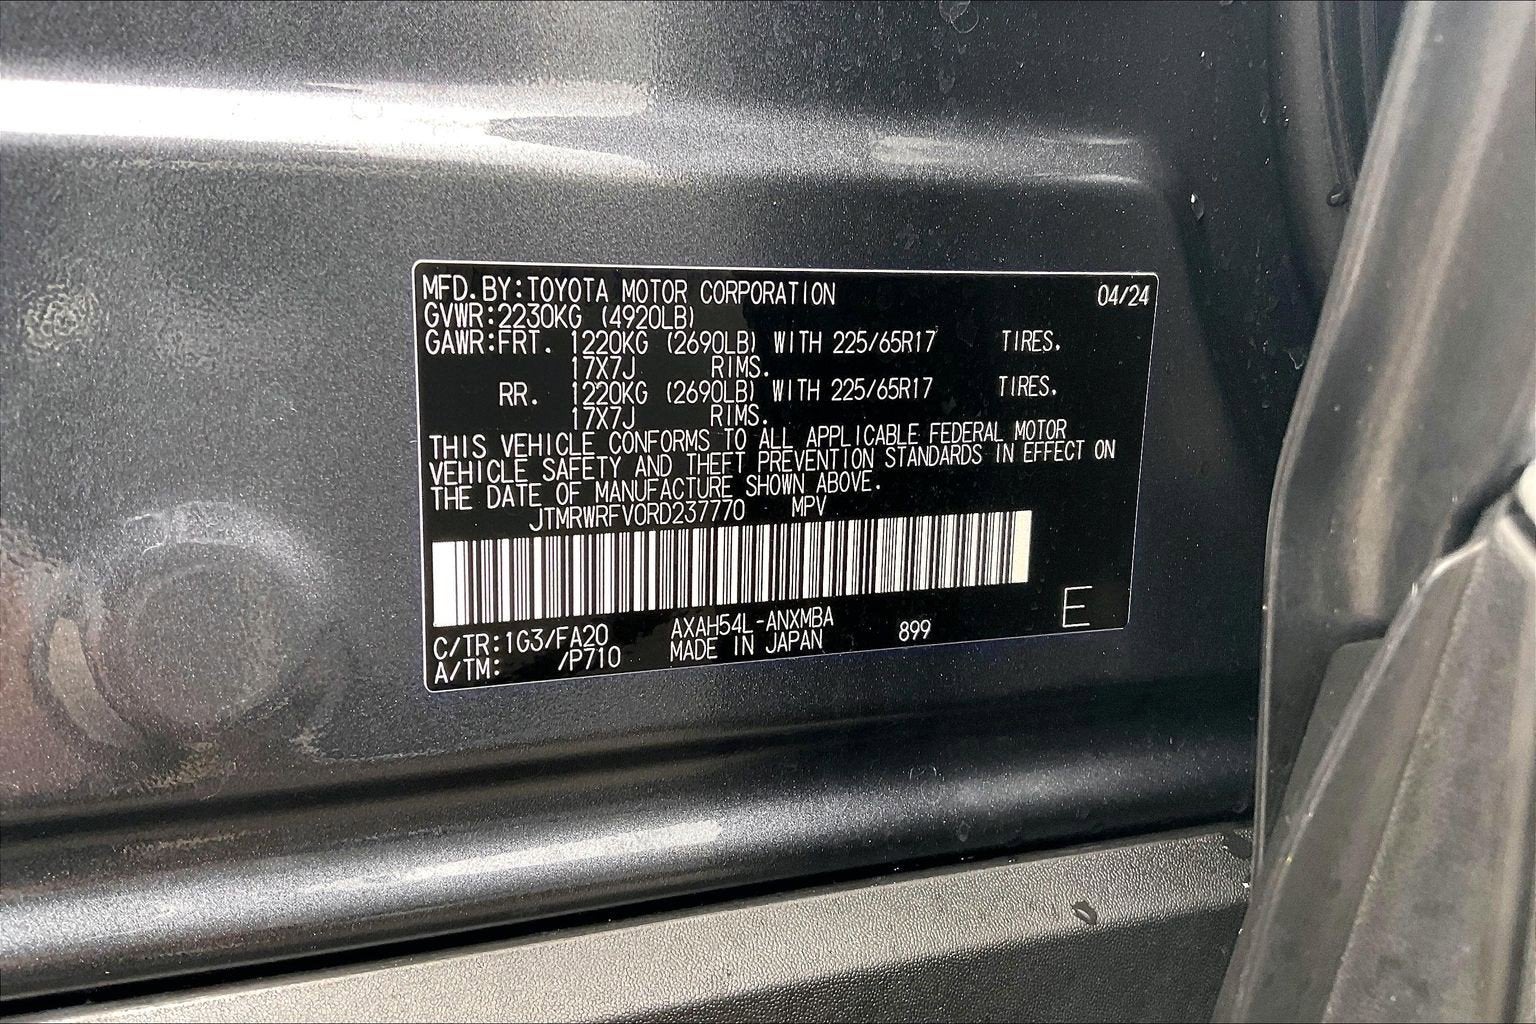 MFD.BY:TOYOTA MOTOR CORPORATION 04/24
GVWR:2230KG (4920LB)
GAWR:FRT. 1220KG (2690LB) WITH 225/65R17 TIRES.
17X7J RIMS.
RR. 1220KG (2690LB) WITH 225/65R17 TIRES.
17X7J RIMS.
THIS VEHICLE CONFORMS TO ALL APPLICABLE FEDERAL MOTOR
VEHICLE SAFETY AND THEFT PREVENTION STANDARDS IN EFFECT ON
THE DATE OF MANUFACTURE SHOWN ABOVE.
JTMRWRFV0RD237770 MPV
C/TR:1G3/FA20 AXAH54L-ANXMBA 899 E
A/TM: /P710 MADE IN JAPAN